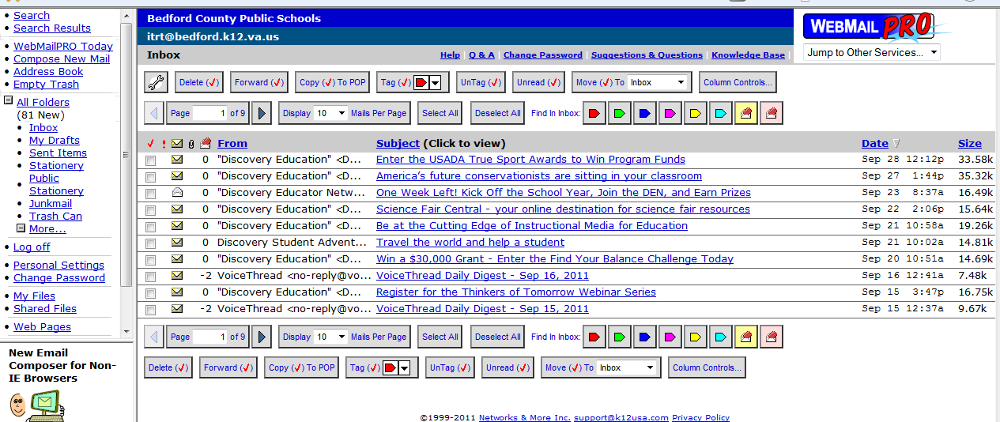 Search
Search Results
WebMailPRO Today
Compose New Mail
Address Book
Empty Trash
All Folders
(81 New)
Inbox
My Drafts
Sent Items
Stationery
Public
Stationery
Junkmail
Trash Can
More...
Log off
Personal Settings
Change Password
My Files
Shared Files
Web Pages
New Email
Composer for Non-
IE Browsers
Bedford County Public Schools
itrt@bedford.k12.va.us
WEBMAIL PRO
Inbox Help | Q & A | Change Password | Suggestions & Questions | Knowledge Base |
Jump to Other Services...
Delete (✓) Forward (✓) Copy (✓) To POP Tag (✓) UnTag (✓) Unread (✓) Move (✓) To Inbox Column Controls...
Page 1 of 9 Display 10 Mails Per Page Select All Deselect All Find In Inbox:
✓ ! From Subject (Click to view) Date Size
0 "Discovery Education" <D... Enter the USADA True Sport Awards to Win Program Funds Sep 28 12:12p 33.58k
0 "Discovery Education" <D... America's future conservationists are sitting in your classroom Sep 27 1:44p 35.32k
0 "Discovery Educator Netw... One Week Left! Kick Off the School Year, Join the DEN, and Earn Prizes Sep 23 8:37a 16.49k
0 "Discovery Education" <D... Science Fair Central - your online destination for science fair resources Sep 22 2:06p 15.64k
0 "Discovery Education" <D... Be at the Cutting Edge of Instructional Media for Education Sep 21 10:58a 19.26k
0 Discovery Student Advent... Travel the world and help a student Sep 21 10:02a 14.81k
0 "Discovery Education" <D... Win a $30,000 Grant - Enter the Find Your Balance Challenge Today Sep 20 10:51a 14.69k
-2 VoiceThread <no-reply@vo... VoiceThread Daily Digest - Sep 16, 2011 Sep 16 12:41a 7.48k
0 "Discovery Education" <D... Register for the Thinkers of Tomorrow Webinar Series Sep 15 3:47p 16.75k
-2 VoiceThread <no-reply@vo... VoiceThread Daily Digest - Sep 15, 2011 Sep 15 12:37a 9.67k
Page 1 of 9 Display 10 Mails Per Page Select All Deselect All Find In Inbox:
Delete (✓) Forward (✓) Copy (✓) To POP Tag (✓) UnTag (✓) Unread (✓) Move (✓) To Inbox Column Controls...
©1999-2011 Networks & More Inc. support@k12usa.com Privacy Policy